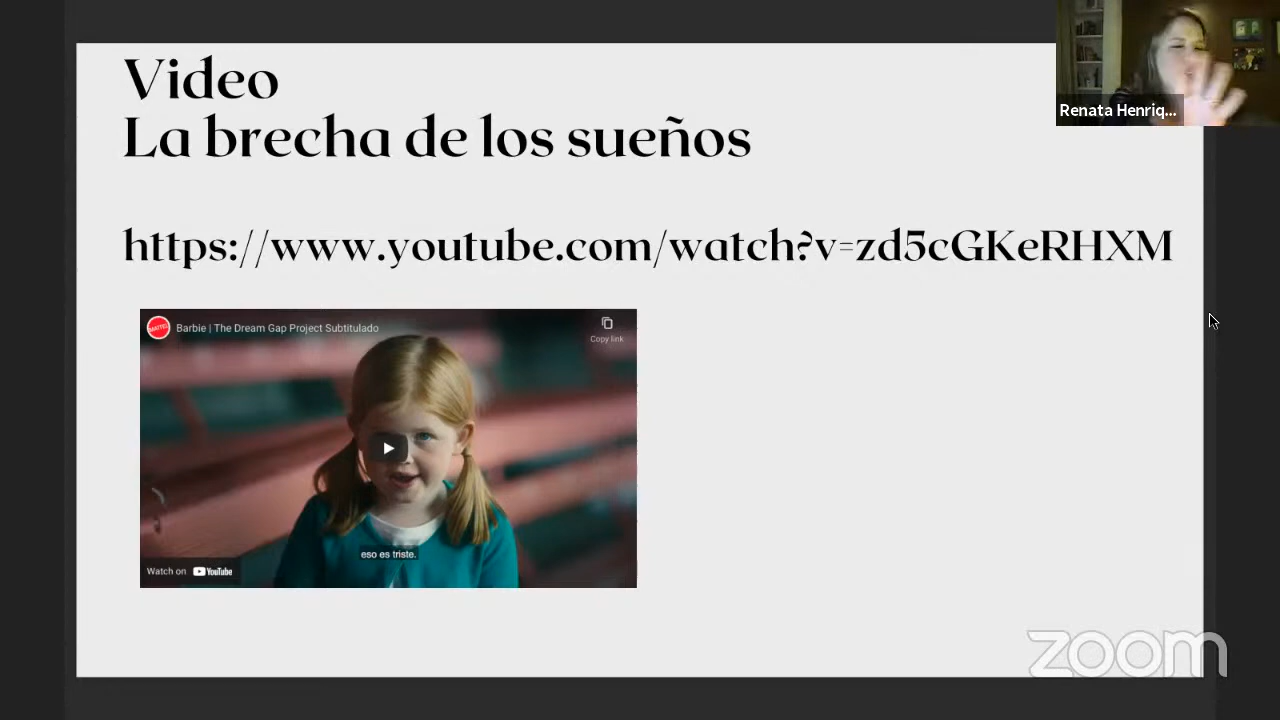 Video
La brecha de los sueños
Renata Henriq...
https://www.youtube.com/watch?v=zd5cGKeRHXM
MATTEL
Barbie | The Dream Gap Project Subtitulado
Copy link
eso es triste.
Watch on YouTube
zoom